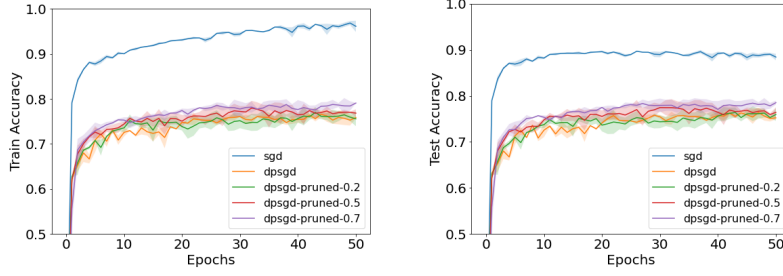 1.0
0.9
0.8
0.7
0.6
0.5
Train Accuracy
0 10 20 30 40 50
Epochs
sgd
dpsgd
dpsgd-pruned-0.2
dpsgd-pruned-0.5
dpsgd-pruned-0.7
1.0
0.9
0.8
0.7
0.6
0.5
Test Accuracy
0 10 20 30 40 50
Epochs
sgd
dpsgd
dpsgd-pruned-0.2
dpsgd-pruned-0.5
dpsgd-pruned-0.7